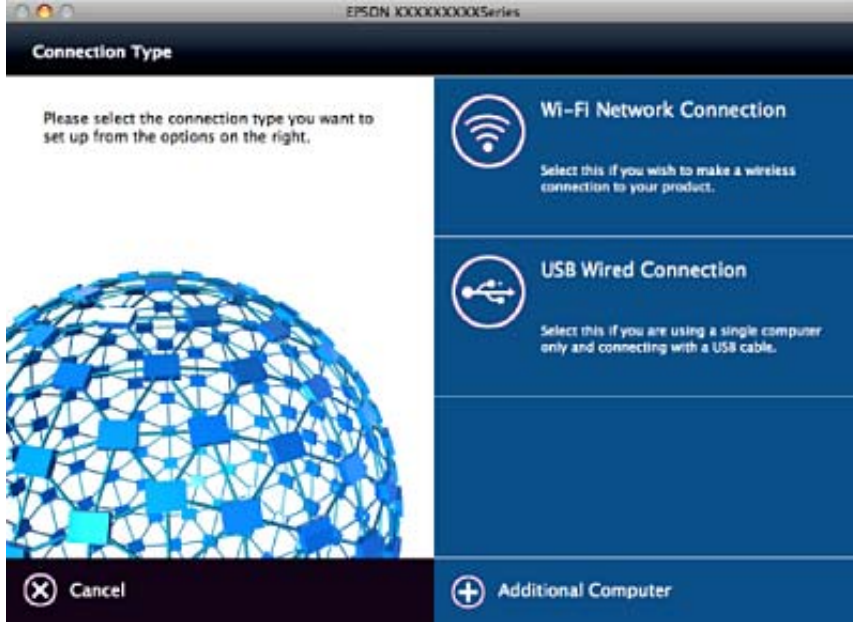 EPSON XXXXXXXXXSeries
Connection Type
Please select the connection type you want to
set up from the options on the right.
Wi-Fi Network Connection
Select this if you wish to make a wireless
connection to your product.
USB Wired Connection
Select this if you are using a single computer
only and connecting with a USB cable.
Cancel
Additional Computer